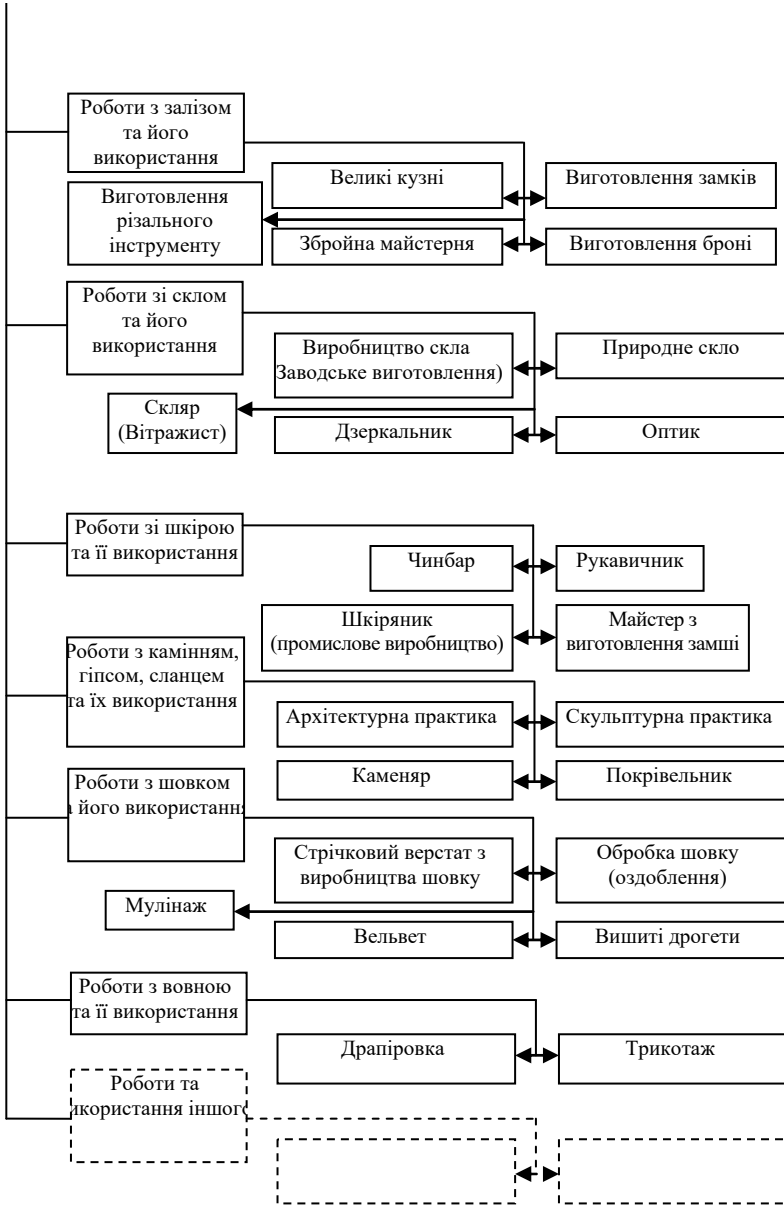 Роботи з залізом
та його
використання
Великі кузні
Виготовлення замків
Виготовлення
різального
інструменту
Збройна майстерня
Виготовлення броні
Роботи зі склом
та його
використання
Виробництво скла
Заводське виготовлення)
Природне скло
Скляр
(Вітражист)
Дзеркальник
Оптик
Роботи зі шкірою
та її використання
Чинбар
Рукавичник
Шкіряник
(промислове виробництво)
Майстер з
виготовлення замші
Роботи з камінням,
гіпсом, сланцем
та їх використання
Архітектурна практика
Скульптурна практика
Каменяр
Покрівельник
Роботи з шовком
а його використання
Стрічковий верстат з
виробництва шовку
Обробка шовку
(оздоблення)
Мулінаж
Вельвет
Вишиті дрогети
Роботи з вовною
та її використання
Драпіровка
Трикотаж
Роботи та
икористання іншого